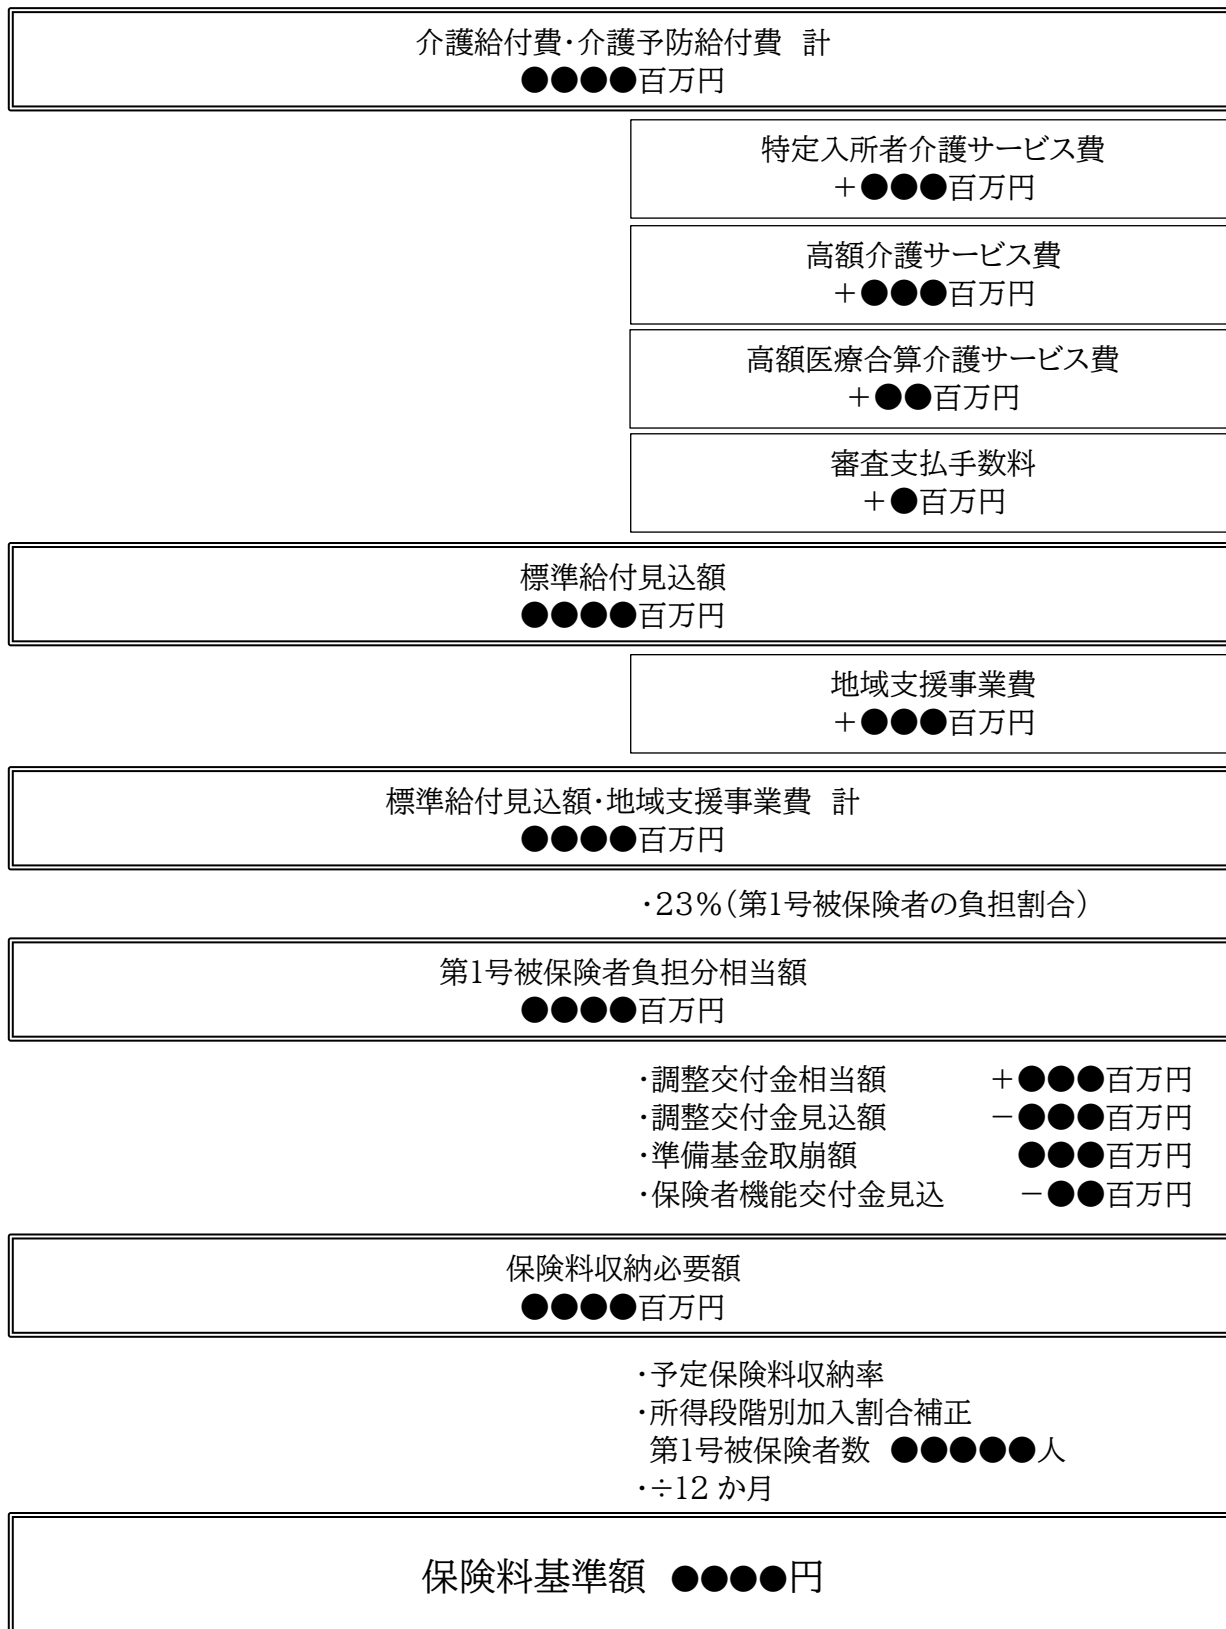 介護給付費・介護予防給付費　計
●●●●百万円
特定入所者介護サービス費
＋●●●百万円
高額介護サービス費
＋●●●百万円
高額医療合算介護サービス費
＋●●百万円
審査支払手数料
＋●百万円
標準給付見込額
●●●●百万円
地域支援事業費
＋●●●百万円
標準給付見込額・地域支援事業費　計
●●●●百万円
・23％（第1号被保険者の負担割合）
第1号被保険者負担分相当額
●●●●百万円
・調整交付金相当額　＋●●●百万円
・調整交付金見込額　－●●●百万円
・準備基金取崩額　●●●百万円
・保険者機能交付金見込　－●●百万円
保険料収納必要額
●●●●百万円
・予定保険料収納率
・所得段階別加入割合補正
第1号被保険者数　●●●●●人
・÷12 か月
保険料基準額　●●●●円